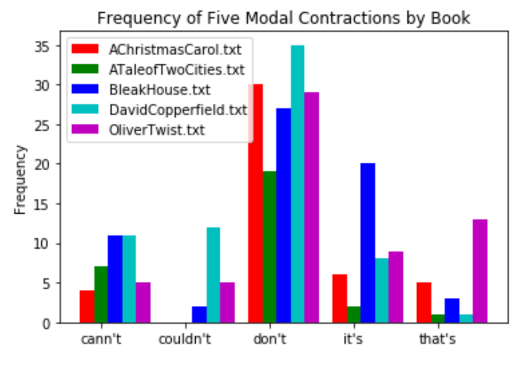 Frequency of Five Modal Contractions by Book
AChristmasCarol.txt
ATaleofTwoCities.txt
BleakHouse.txt
DavidCopperfield.txt
OliverTwist.txt
Frequency
35
30
25
20
15
10
5
0
cann't couldn't don't it's that's